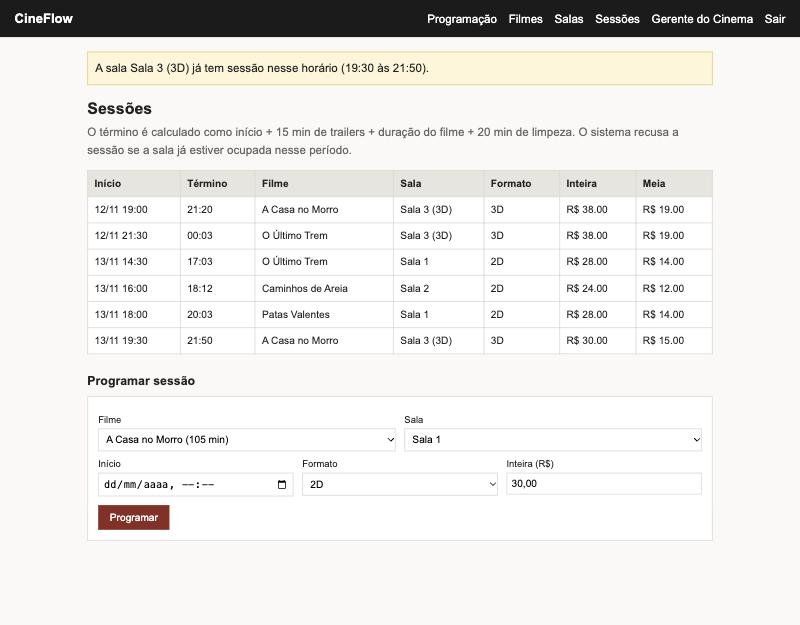 CineFlow Programação Filmes Salas Sessões Gerente do Cinema Sair
A sala Sala 3 (3D) já tem sessão nesse horário (19:30 às 21:50).
Sessões
O término é calculado como início + 15 min de trailers + duração do filme + 20 min de limpeza. O sistema recusa a
sessão se a sala já estiver ocupada nesse período.
Início Término Filme Sala Formato Inteira Meia
12/11 19:00 21:20 A Casa no Morro Sala 3 (3D) 3D R$ 38.00 R$ 19.00
12/11 21:30 00:03 O Último Trem Sala 3 (3D) 3D R$ 38.00 R$ 19.00
13/11 14:30 17:03 O Último Trem Sala 1 2D R$ 28.00 R$ 14.00
13/11 16:00 18:12 Caminhos de Areia Sala 2 2D R$ 24.00 R$ 12.00
13/11 18:00 20:03 Patas Valentes Sala 1 2D R$ 28.00 R$ 14.00
13/11 19:30 21:50 A Casa no Morro Sala 3 (3D) 3D R$ 30.00 R$ 15.00
Programar sessão
Filme Sala
A Casa no Morro (105 min) Sala 1
Início Formato Inteira (R$)
dd/mm/aaaa, --:-- 2D 30,00
Programar